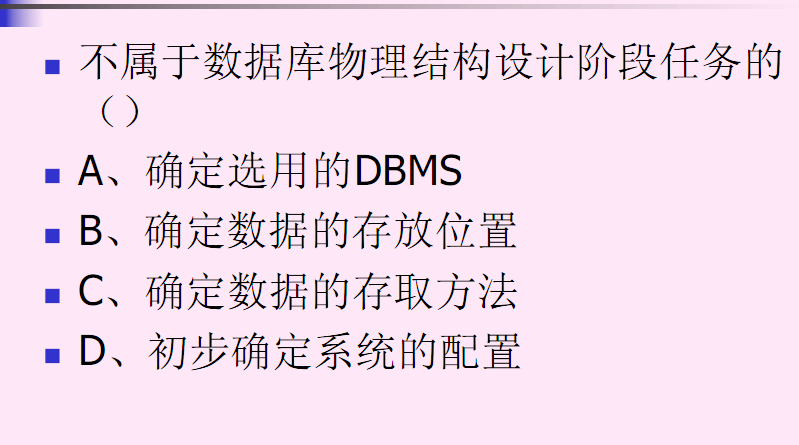 不属于数据库物理结构设计阶段任务的
（）
A、确定选用的DBMS
B、确定数据的存放位置
C、确定数据的存取方法
D、初步确定系统的配置